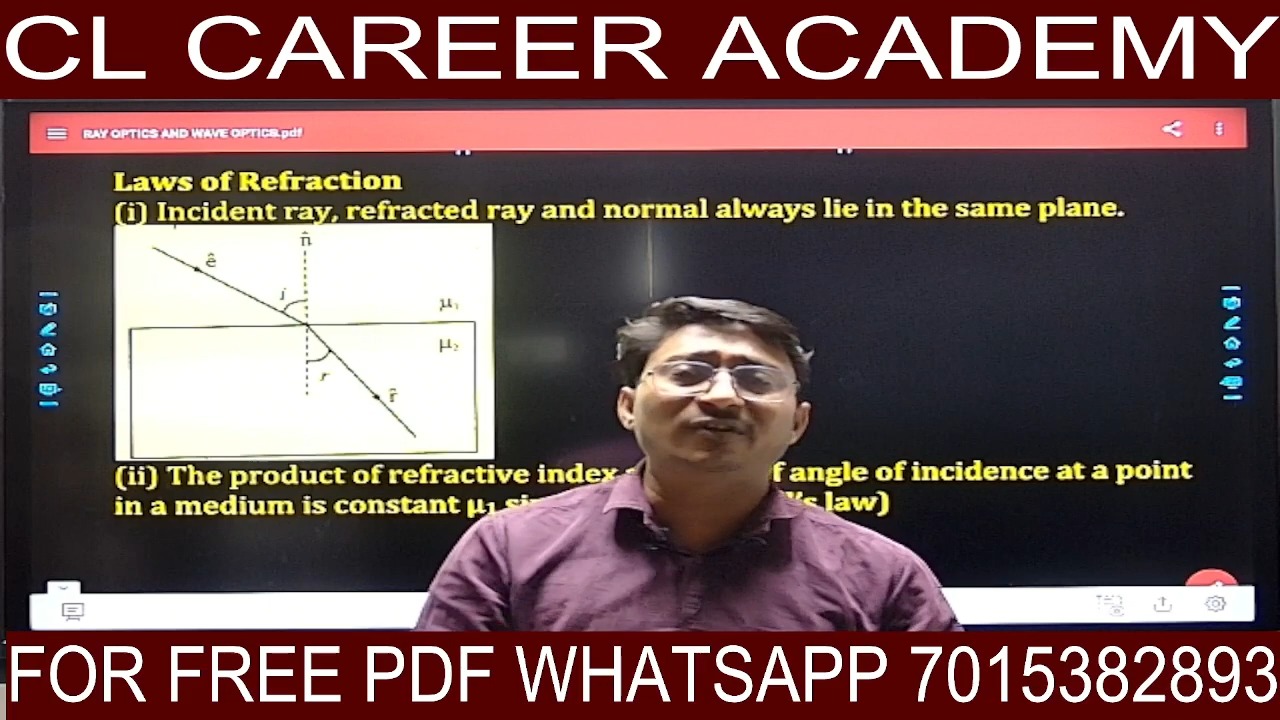 CL CAREER ACADEMY
RAY OPTICS AND WAVE OPTICS.pdf
Laws of Refraction
(i) Incident ray, refracted ray and normal always lie in the same plane.
n̂
ê
i
μ₁
μ₂
r
r̂
(ii) The product of refractive index f angle of incidence at a point
in a medium is constant μ₁ si 's law)
FOR FREE PDF WHATSAPP 7015382893